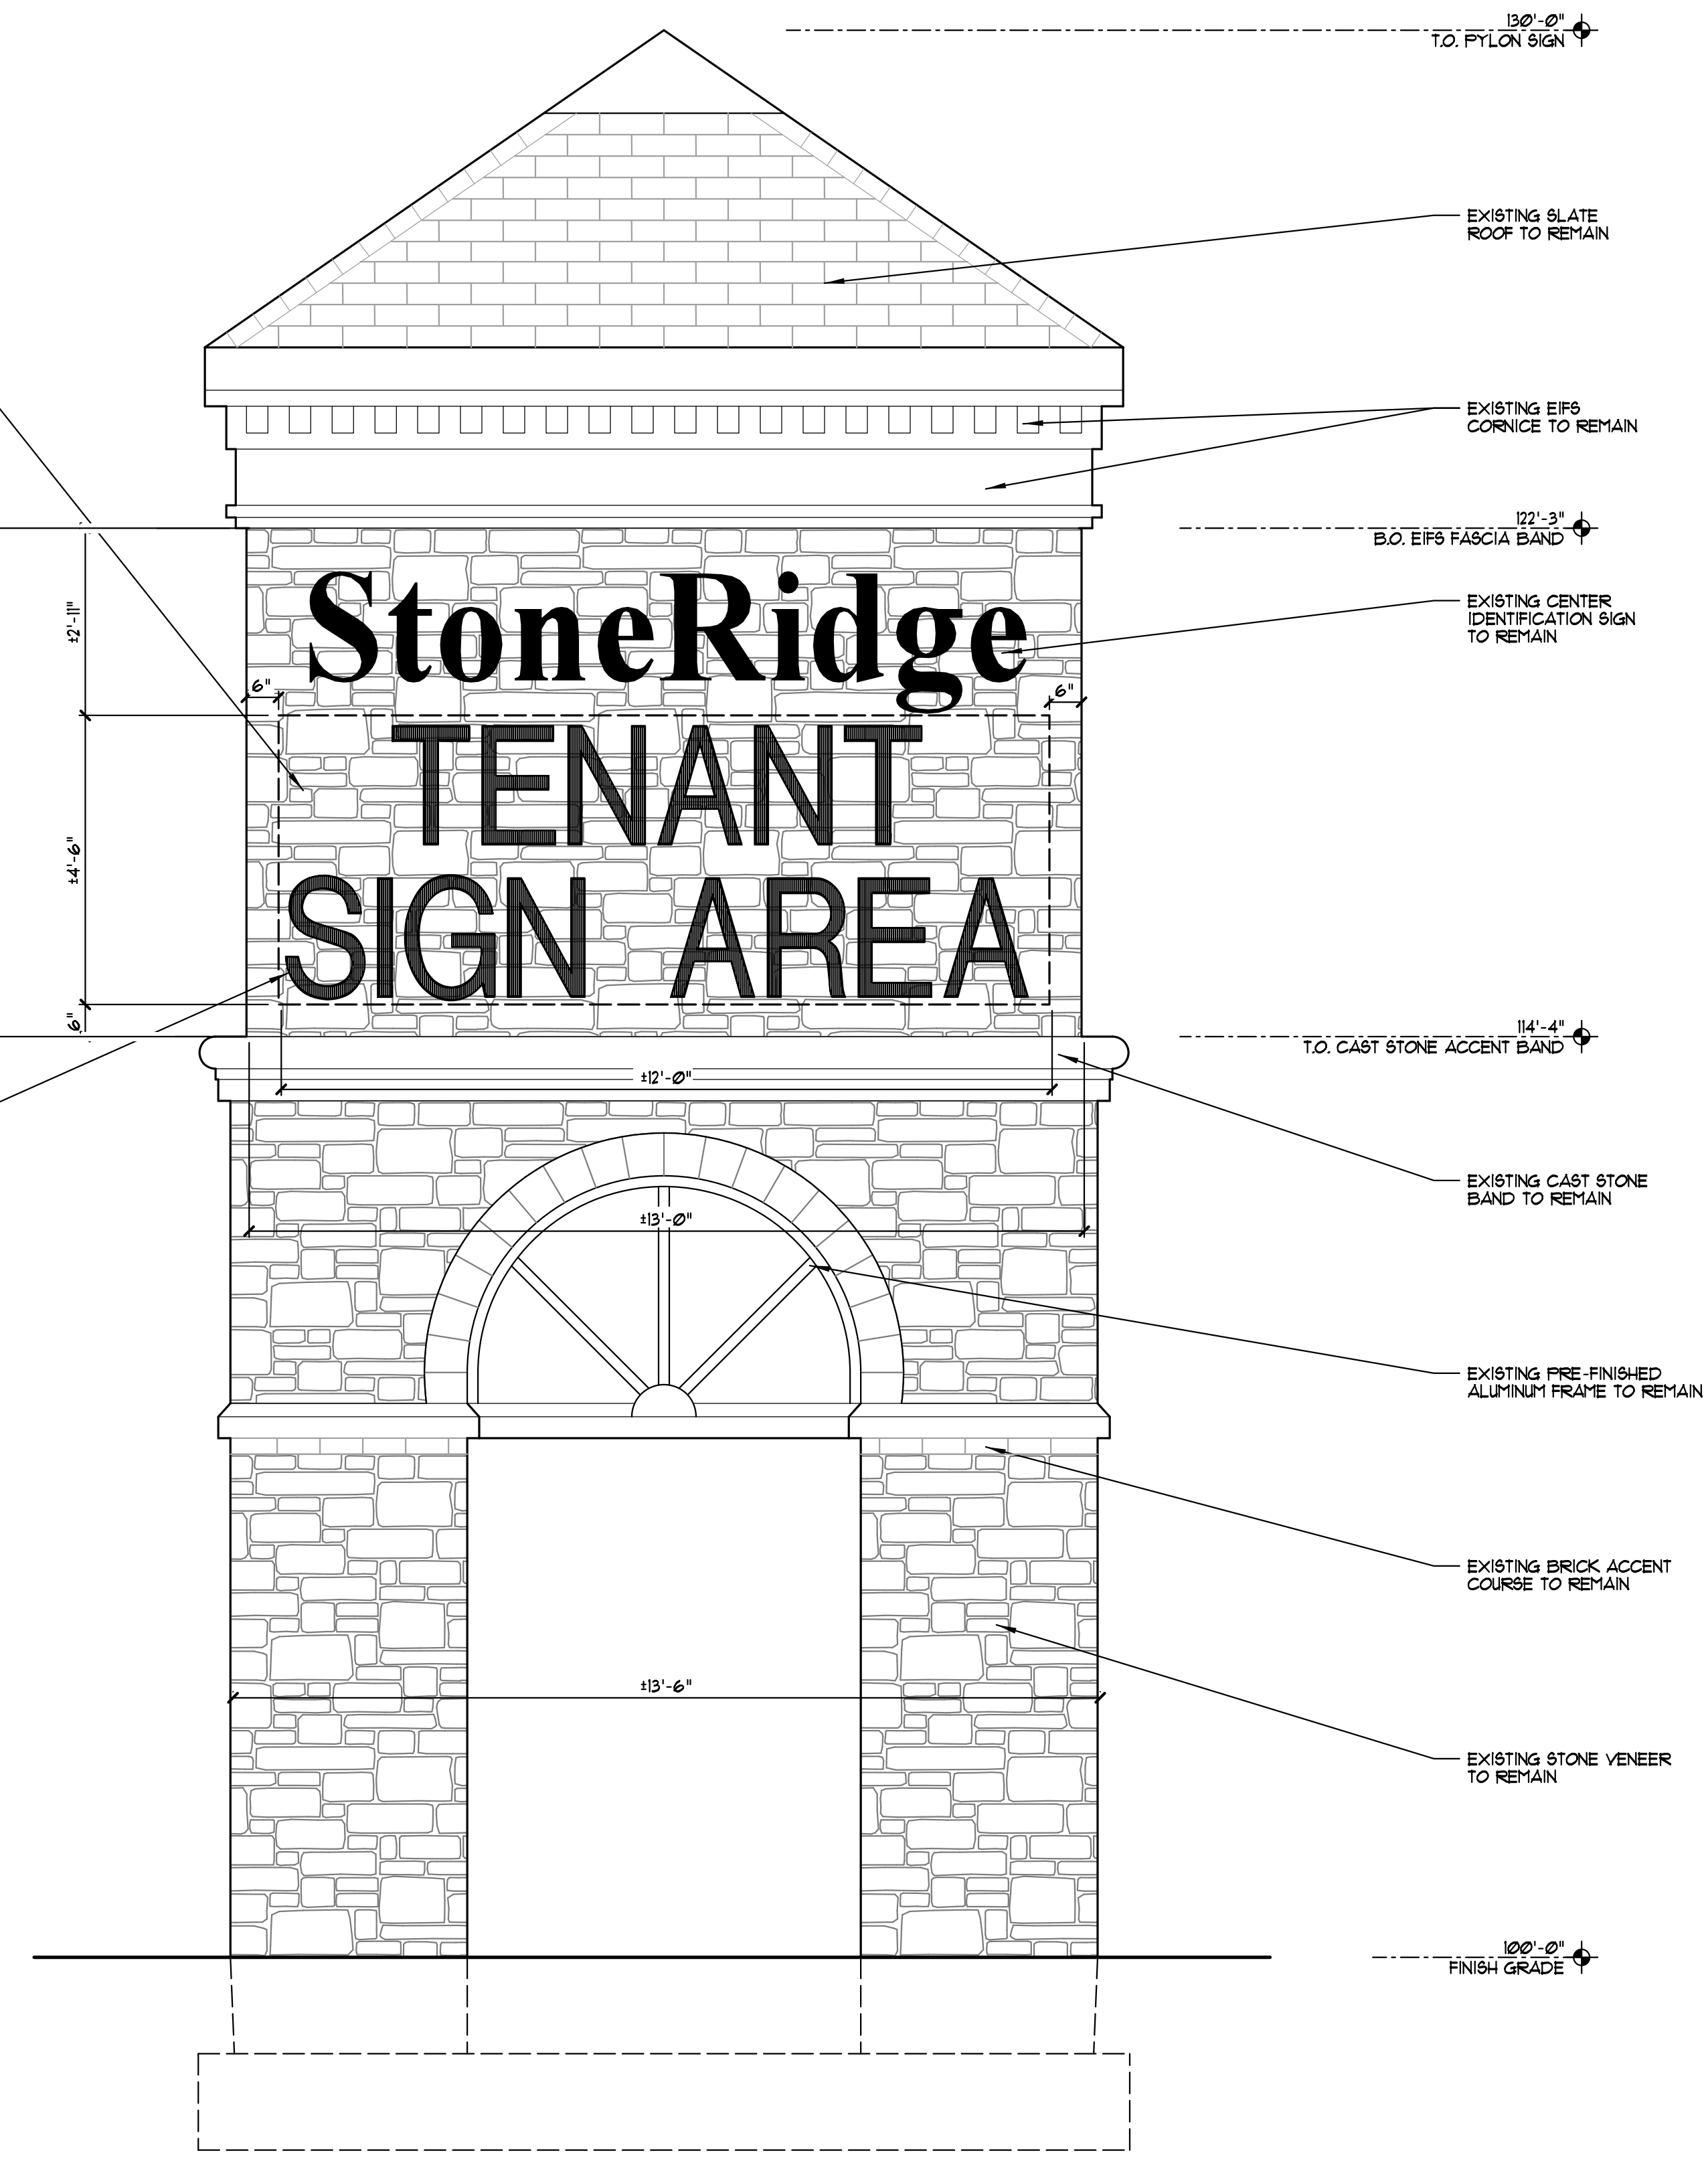 130'-0"
T.O. PYLON SIGN
EXISTING SLATE
ROOF TO REMAIN
EXISTING EIFS
CORNICE TO REMAIN
122'-3"
B.O. EIFS FASCIA BAND
EXISTING CENTER
IDENTIFICATION SIGN
TO REMAIN
±2'-11"
StoneRidge
6"
6"
TENANT
SIGN AREA
±4'-6"
6"
114'-4"
T.O. CAST STONE ACCENT BAND
±12'-0"
EXISTING CAST STONE
BAND TO REMAIN
±13'-0"
EXISTING PRE-FINISHED
ALUMINUM FRAME TO REMAIN
EXISTING BRICK ACCENT
COURSE TO REMAIN
±13'-6"
EXISTING STONE VENEER
TO REMAIN
100'-0"
FINISH GRADE